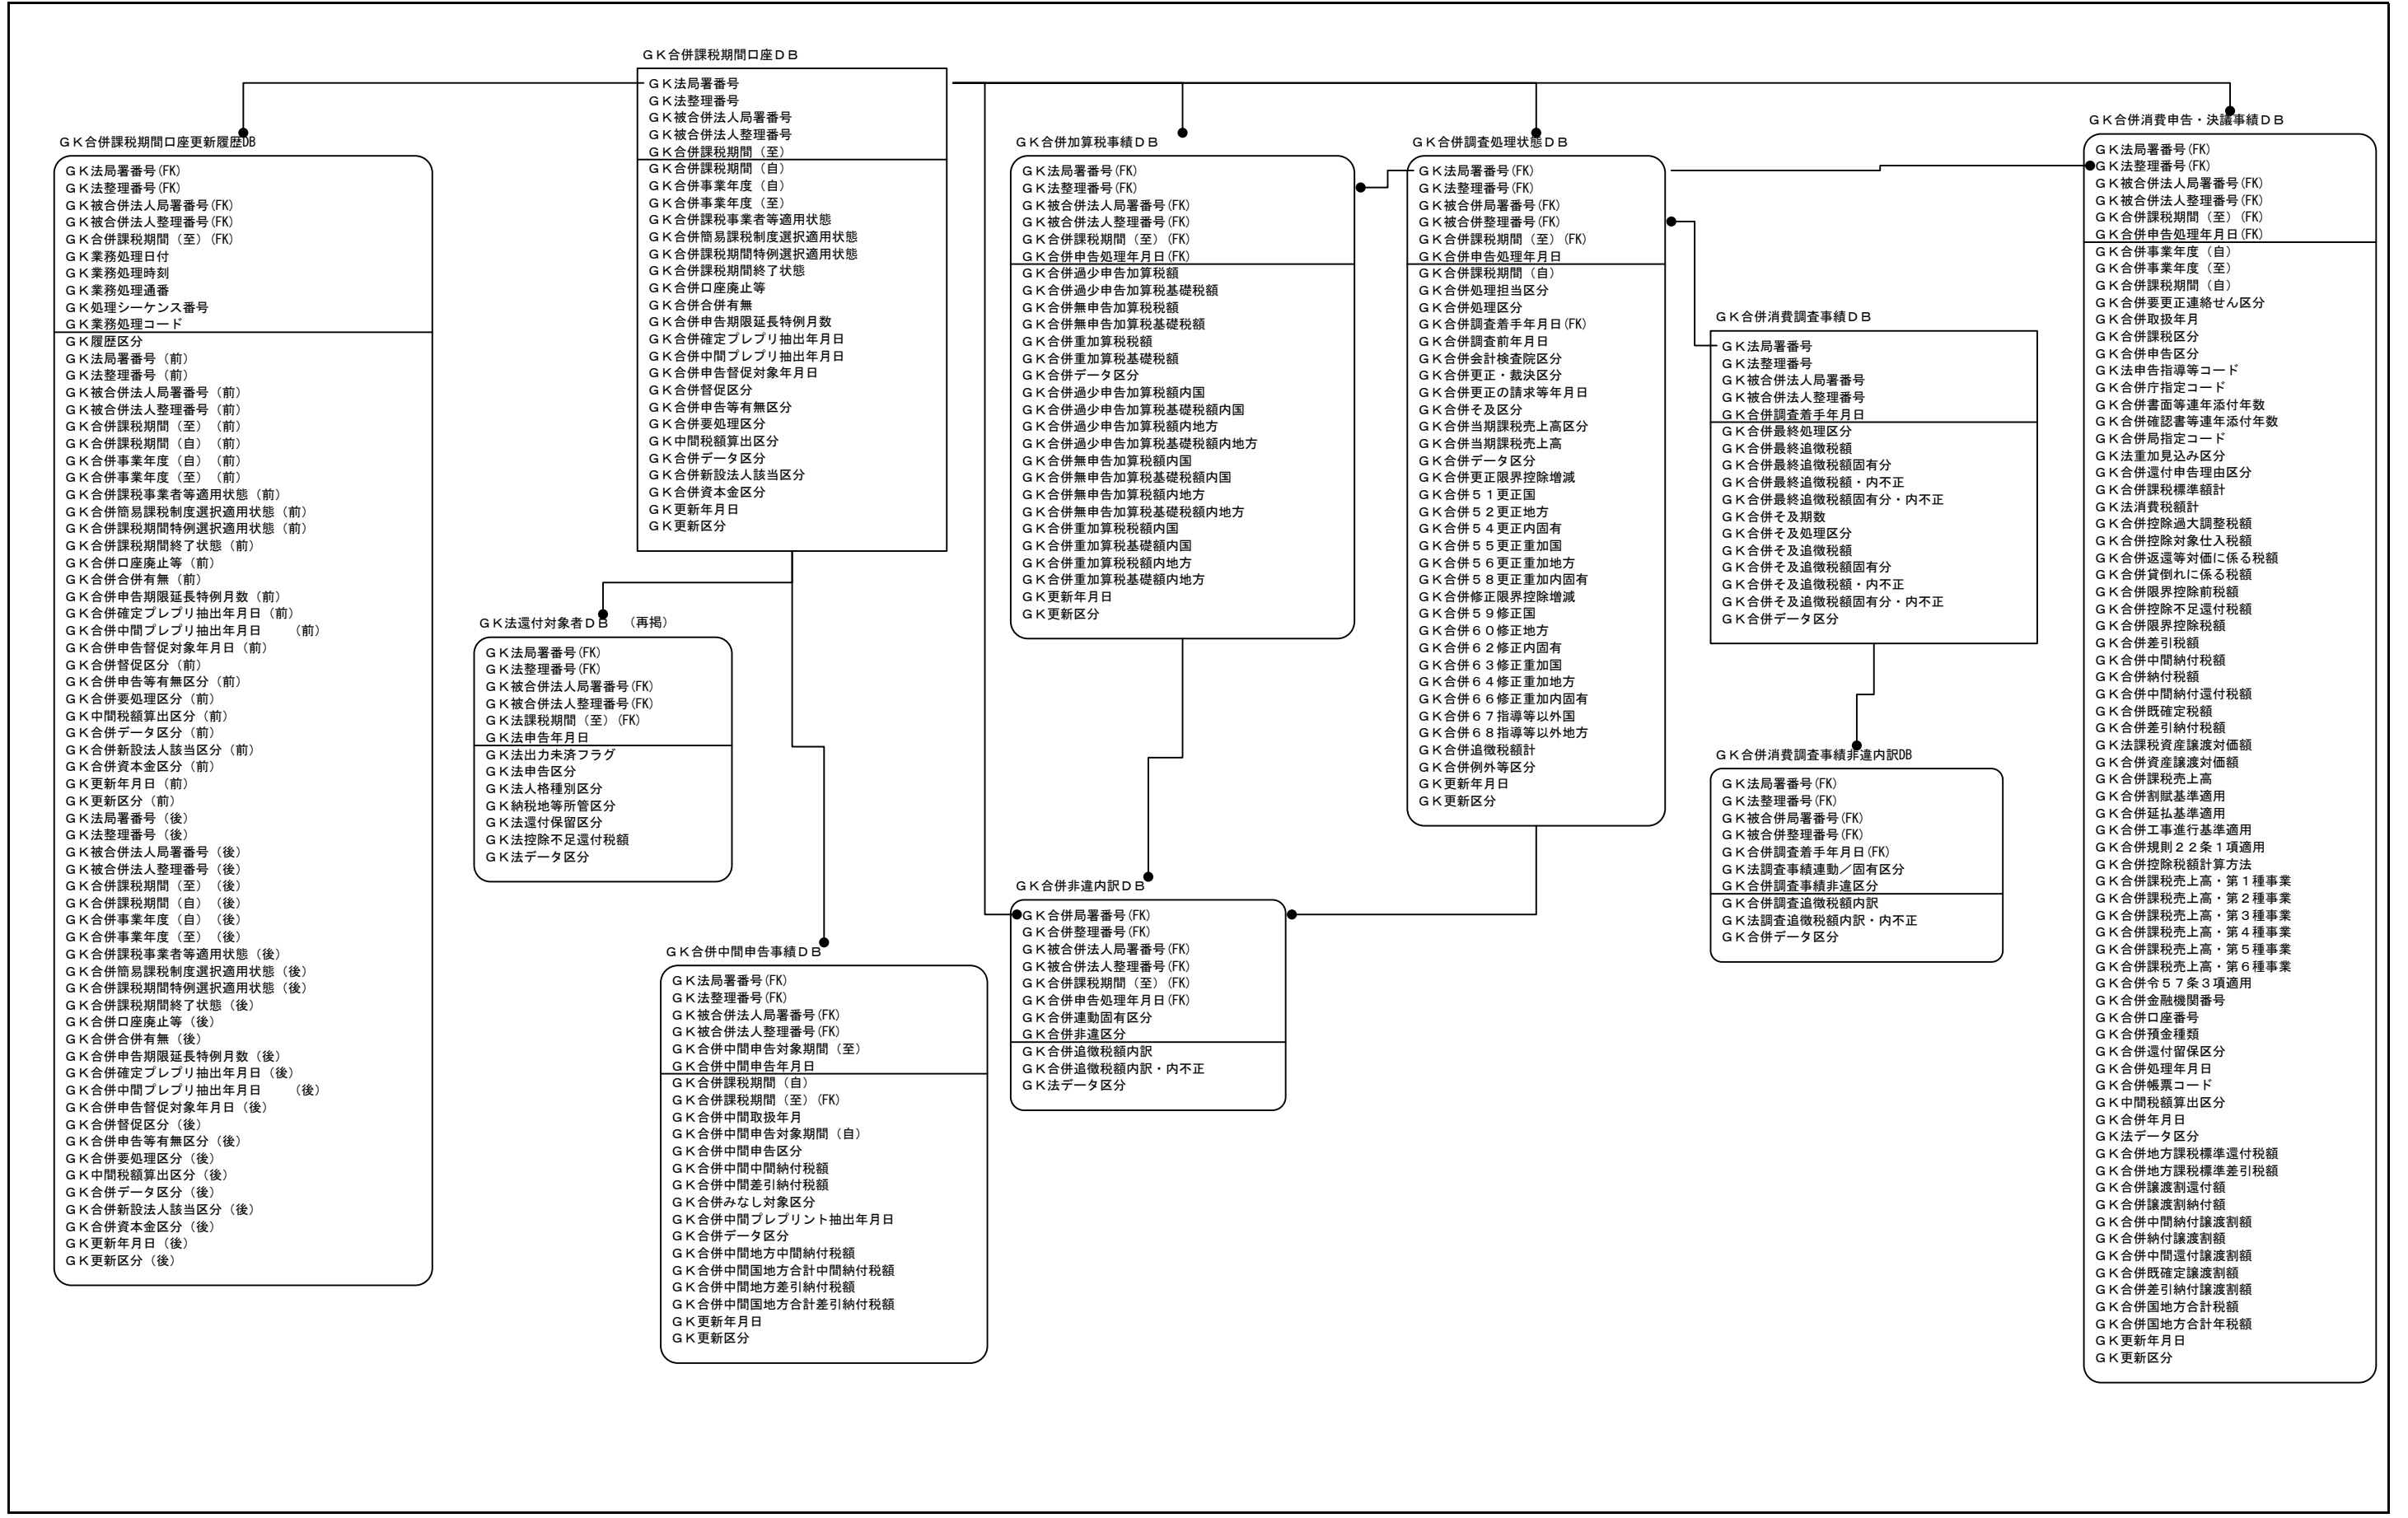 ＧＫ合併課税期間口座更新履歴DB
ＧＫ法局署番号(FK)
ＧＫ法整理番号(FK)
ＧＫ被合併法人局署番号(FK)
ＧＫ被合併法人整理番号(FK)
ＧＫ合併課税期間（至）(FK)
ＧＫ業務処理日付
ＧＫ業務処理時刻
ＧＫ業務処理通番
ＧＫ処理シーケンス番号
ＧＫ業務処理コード
ＧＫ履歴区分
ＧＫ法局署番号（前）
ＧＫ法整理番号（前）
ＧＫ被合併法人局署番号（前）
ＧＫ被合併法人整理番号（前）
ＧＫ合併課税期間（至）（前）
ＧＫ合併課税期間（自）（前）
ＧＫ合併事業年度（自）（前）
ＧＫ合併事業年度（至）（前）
ＧＫ合併課税事業者等適用状態（前）
ＧＫ合併簡易課税制度選択適用状態（前）
ＧＫ合併課税期間特例選択適用状態（前）
ＧＫ合併課税期間終了状態（前）
ＧＫ合併口座廃止等（前）
ＧＫ合併合併有無（前）
ＧＫ合併申告期限延長特例月数（前）
ＧＫ合併確定プレプリ抽出年月日（前）
ＧＫ合併中間プレプリ抽出年月日　　（前）
ＧＫ合併申告督促対象年月日（前）
ＧＫ合併督促区分（前）
ＧＫ合併申告等有無区分（前）
ＧＫ合併要処理区分（前）
ＧＫ中間税額算出区分（前）
ＧＫ合併データ区分（前）
ＧＫ合併新設法人該当区分（前）
ＧＫ合併資本金区分（前）
ＧＫ更新年月日（前）
ＧＫ更新区分（前）
ＧＫ法局署番号（後）
ＧＫ法整理番号（後）
ＧＫ被合併法人局署番号（後）
ＧＫ被合併法人整理番号（後）
ＧＫ合併課税期間（至）（後）
ＧＫ合併課税期間（自）（後）
ＧＫ合併事業年度（自）（後）
ＧＫ合併事業年度（至）（後）
ＧＫ合併課税事業者等適用状態（後）
ＧＫ合併簡易課税制度選択適用状態（後）
ＧＫ合併課税期間特例選択適用状態（後）
ＧＫ合併課税期間終了状態（後）
ＧＫ合併口座廃止等（後）
ＧＫ合併合併有無（後）
ＧＫ合併申告期限延長特例月数（後）
ＧＫ合併確定プレプリ抽出年月日（後）
ＧＫ合併中間プレプリ抽出年月日　　（後）
ＧＫ合併申告督促対象年月日（後）
ＧＫ合併督促区分（後）
ＧＫ合併申告等有無区分（後）
ＧＫ合併要処理区分（後）
ＧＫ中間税額算出区分（後）
ＧＫ合併データ区分（後）
ＧＫ合併新設法人該当区分（後）
ＧＫ合併資本金区分（後）
ＧＫ更新年月日（後）
ＧＫ更新区分（後）
ＧＫ合併課税期間口座ＤＢ
ＧＫ法局署番号
ＧＫ法整理番号
ＧＫ被合併法人局署番号
ＧＫ被合併法人整理番号
ＧＫ合併課税期間（至）
ＧＫ合併課税期間（自）
ＧＫ合併事業年度（自）
ＧＫ合併事業年度（至）
ＧＫ合併課税事業者等適用状態
ＧＫ合併簡易課税制度選択適用状態
ＧＫ合併課税期間特例選択適用状態
ＧＫ合併課税期間終了状態
ＧＫ合併口座廃止等
ＧＫ合併合併有無
ＧＫ合併申告期限延長特例月数
ＧＫ合併確定プレプリ抽出年月日
ＧＫ合併中間プレプリ抽出年月日
ＧＫ合併申告督促対象年月日
ＧＫ合併督促区分
ＧＫ合併申告等有無区分
ＧＫ合併要処理区分
ＧＫ中間税額算出区分
ＧＫ合併データ区分
ＧＫ合併新設法人該当区分
ＧＫ合併資本金区分
ＧＫ更新年月日
ＧＫ更新区分
ＧＫ法還付対象者ＤＢ　（再掲）
ＧＫ法局署番号(FK)
ＧＫ法整理番号(FK)
ＧＫ被合併法人局署番号(FK)
ＧＫ被合併法人整理番号(FK)
ＧＫ法課税期間（至）(FK)
ＧＫ法申告年月日
ＧＫ法出力未済フラグ
ＧＫ法申告区分
ＧＫ法人格種別区分
ＧＫ納税地等所管区分
ＧＫ法還付保留区分
ＧＫ法控除不足還付税額
ＧＫ法データ区分
ＧＫ合併中間申告事績ＤＢ
ＧＫ法局署番号(FK)
ＧＫ法整理番号(FK)
ＧＫ被合併法人局署番号(FK)
ＧＫ被合併法人整理番号(FK)
ＧＫ合併中間申告対象期間（至）
ＧＫ合併中間申告年月日
ＧＫ合併課税期間（自）
ＧＫ合併課税期間（至）(FK)
ＧＫ合併中間取扱年月
ＧＫ合併中間申告対象期間（自）
ＧＫ合併中間申告区分
ＧＫ合併中間中間納付税額
ＧＫ合併中間差引納付税額
ＧＫ合併みなし対象区分
ＧＫ合併中間プレプリント抽出年月日
ＧＫ合併データ区分
ＧＫ合併中間地方中間納付税額
ＧＫ合併中間国地方合計中間納付税額
ＧＫ合併中間地方差引納付税額
ＧＫ合併中間国地方合計差引納付税額
ＧＫ更新年月日
ＧＫ更新区分
ＧＫ合併加算税事績ＤＢ
ＧＫ法局署番号(FK)
ＧＫ法整理番号(FK)
ＧＫ被合併法人局署番号(FK)
ＧＫ被合併法人整理番号(FK)
ＧＫ合併課税期間（至）(FK)
ＧＫ合併申告処理年月日(FK)
ＧＫ合併過少申告加算税額
ＧＫ合併過少申告加算税基礎税額
ＧＫ合併無申告加算税税額
ＧＫ合併無申告加算税基礎税額
ＧＫ合併重加算税税額
ＧＫ合併重加算税基礎税額
ＧＫ合併データ区分
ＧＫ合併過少申告加算税額内国
ＧＫ合併過少申告加算税基礎税額内国
ＧＫ合併過少申告加算税額内地方
ＧＫ合併過少申告加算税基礎税額内地方
ＧＫ合併無申告加算税額内国
ＧＫ合併無申告加算税基礎税額内国
ＧＫ合併無申告加算税額内地方
ＧＫ合併無申告加算税基礎税額内地方
ＧＫ合併重加算税税額内国
ＧＫ合併重加算税基礎額内国
ＧＫ合併重加算税税額内地方
ＧＫ合併重加算税基礎額内地方
ＧＫ更新年月日
ＧＫ更新区分
ＧＫ合併非違内訳ＤＢ
ＧＫ合併局署番号(FK)
ＧＫ合併整理番号(FK)
ＧＫ被合併法人局署番号(FK)
ＧＫ被合併法人整理番号(FK)
ＧＫ合併課税期間（至）(FK)
ＧＫ合併申告処理年月日(FK)
ＧＫ合併連動固有区分
ＧＫ合併非違区分
ＧＫ合併追徴税額内訳
ＧＫ合併追徴税額内訳・内不正
ＧＫ法データ区分
ＧＫ合併調査処理状態ＤＢ
ＧＫ法局署番号(FK)
ＧＫ法整理番号(FK)
ＧＫ被合併局署番号(FK)
ＧＫ被合併整理番号(FK)
ＧＫ合併課税期間（至）(FK)
ＧＫ合併申告処理年月日
ＧＫ合併課税期間（自）
ＧＫ合併処理担当区分
ＧＫ合併処理区分
ＧＫ合併調査着手年月日(FK)
ＧＫ合併調査前年月日
ＧＫ合併会計検査院区分
ＧＫ合併更正・裁決区分
ＧＫ合併更正の請求等年月日
ＧＫ合併そ及区分
ＧＫ合併当期課税売上高区分
ＧＫ合併当期課税売上高
ＧＫ合併データ区分
ＧＫ合併更正限界控除増減
ＧＫ合併５１更正国
ＧＫ合併５２更正地方
ＧＫ合併５４更正内固有
ＧＫ合併５５更正重加国
ＧＫ合併５６更正重加地方
ＧＫ合併５８更正重加内固有
ＧＫ合併修正限界控除増減
ＧＫ合併５９修正国
ＧＫ合併６０修正地方
ＧＫ合併６２修正内固有
ＧＫ合併６３修正重加国
ＧＫ合併６４修正重加地方
ＧＫ合併６６修正重加内固有
ＧＫ合併６７指導等以外国
ＧＫ合併６８指導等以外地方
ＧＫ合併追徴税額計
ＧＫ合併例外等区分
ＧＫ更新年月日
ＧＫ更新区分
ＧＫ合併消費調査事績ＤＢ
ＧＫ法局署番号
ＧＫ法整理番号
ＧＫ被合併法人局署番号
ＧＫ被合併法人整理番号
ＧＫ合併調査着手年月日
ＧＫ合併最終処理区分
ＧＫ合併最終追徴税額
ＧＫ合併最終追徴税額固有分
ＧＫ合併最終追徴税額・内不正
ＧＫ合併最終追徴税額固有分・内不正
ＧＫ合併そ及期数
ＧＫ合併そ及処理区分
ＧＫ合併そ及追徴税額
ＧＫ合併そ及追徴税額固有分
ＧＫ合併そ及追徴税額・内不正
ＧＫ合併そ及追徴税額固有分・内不正
ＧＫ合併データ区分
ＧＫ合併消費調査事績非違内訳DB
ＧＫ法局署番号(FK)
ＧＫ法整理番号(FK)
ＧＫ被合併局署番号(FK)
ＧＫ被合併整理番号(FK)
ＧＫ合併調査着手年月日(FK)
ＧＫ法調査事績連動／固有区分
ＧＫ合併調査事績非違区分
ＧＫ合併調査追徴税額内訳
ＧＫ法調査追徴税額内訳・内不正
ＧＫ合併データ区分
ＧＫ合併消費申告・決議事績ＤＢ
ＧＫ法局署番号(FK)
ＧＫ法整理番号(FK)
ＧＫ被合併法人局署番号(FK)
ＧＫ被合併法人整理番号(FK)
ＧＫ合併課税期間（至）(FK)
ＧＫ合併申告処理年月日(FK)
ＧＫ合併事業年度（自）
ＧＫ合併事業年度（至）
ＧＫ合併課税期間（自）
ＧＫ合併要更正連絡せん区分
ＧＫ合併取扱年月
ＧＫ合併課税区分
ＧＫ合併申告区分
ＧＫ法申告指導等コード
ＧＫ合併庁指定コード
ＧＫ合併書面等連年添付年数
ＧＫ合併確認書等連年添付年数
ＧＫ合併局指定コード
ＧＫ法重加見込み区分
ＧＫ合併還付申告理由区分
ＧＫ合併課税標準額計
ＧＫ法消費税額計
ＧＫ合併控除過大調整税額
ＧＫ合併控除対象仕入税額
ＧＫ合併返還等対価に係る税額
ＧＫ合併貸倒れに係る税額
ＧＫ合併限界控除前税額
ＧＫ合併控除不足還付税額
ＧＫ合併限界控除税額
ＧＫ合併差引税額
ＧＫ合併中間納付税額
ＧＫ合併納付税額
ＧＫ合併中間納付還付税額
ＧＫ合併既確定税額
ＧＫ合併差引納付税額
ＧＫ法課税資産譲渡対価額
ＧＫ合併資産譲渡対価額
ＧＫ合併課税売上高
ＧＫ合併割賦基準適用
ＧＫ合併延払基準適用
ＧＫ合併工事進行基準適用
ＧＫ合併規則２２条１項適用
ＧＫ合併控除税額計算方法
ＧＫ合併課税売上高・第１種事業
ＧＫ合併課税売上高・第２種事業
ＧＫ合併課税売上高・第３種事業
ＧＫ合併課税売上高・第４種事業
ＧＫ合併課税売上高・第５種事業
ＧＫ合併課税売上高・第６種事業
ＧＫ合併令５７条３項適用
ＧＫ合併金融機関番号
ＧＫ合併口座番号
ＧＫ合併預金種類
ＧＫ合併還付留保区分
ＧＫ合併処理年月日
ＧＫ合併帳票コード
ＧＫ中間税額算出区分
ＧＫ合併年月日
ＧＫ法データ区分
ＧＫ合併地方課税標準還付税額
ＧＫ合併地方課税標準差引税額
ＧＫ合併譲渡割還付額
ＧＫ合併譲渡割納付額
ＧＫ合併中間納付譲渡割額
ＧＫ合併納付譲渡割額
ＧＫ合併中間還付譲渡割額
ＧＫ合併既確定譲渡割額
ＧＫ合併差引納付譲渡割額
ＧＫ合併国地方合計税額
ＧＫ合併国地方合計年税額
ＧＫ更新年月日
ＧＫ更新区分